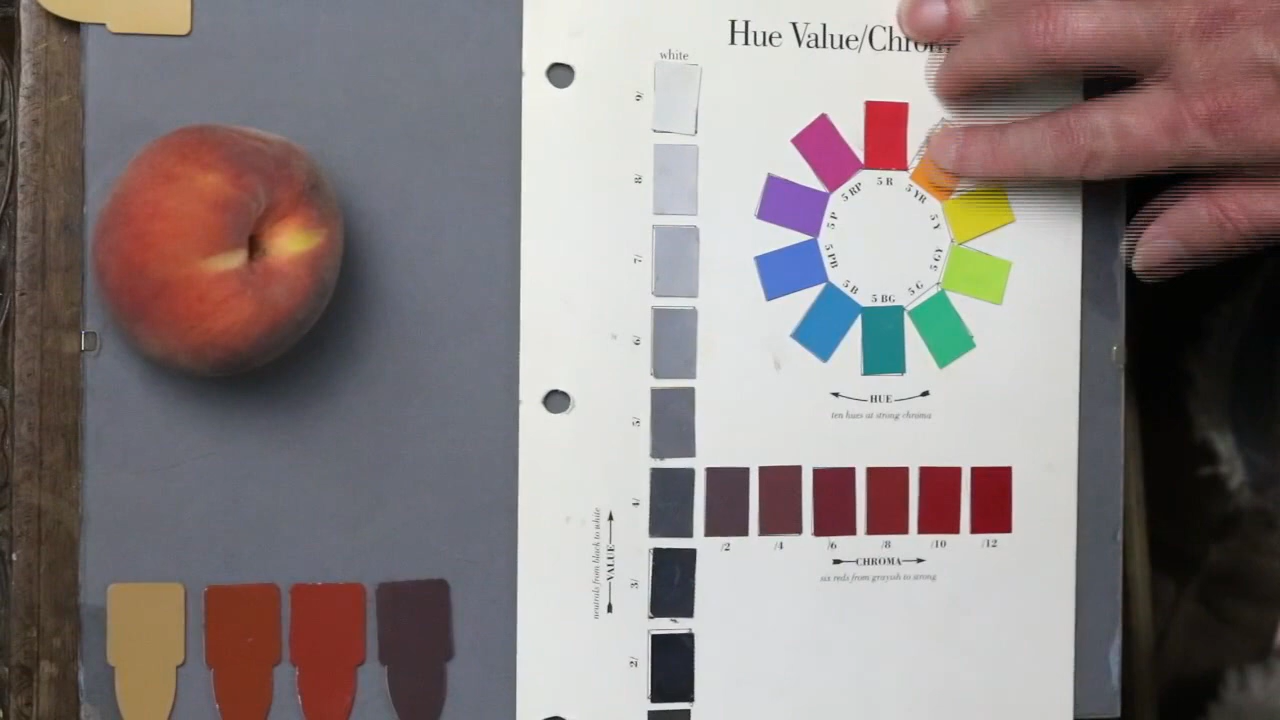 Hue Value/Chrom
white
9/
8/
7/
6/
5/
4/
3/
2/
neutrals from black to white
VALUE
5 R
5 YR
5 Y
5 GY
5 G
5 BG
5 B
5 PB
5 P
5 RP
HUE
ten hues at strong chroma
/2 /4 /6 /8 /10 /12
CHROMA
six reds from grayish to strong